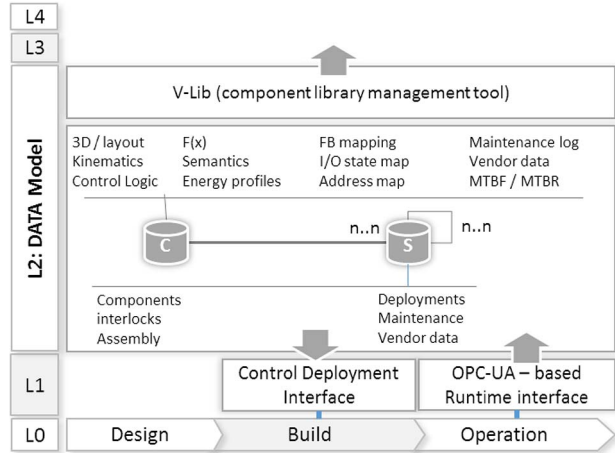 L4
L3
L2: DATA Model
V-Lib (component library management tool)
3D / layout
Kinematics
Control Logic
F(x)
Semantics
Energy profiles
FB mapping
I/O state map
Address map
Maintenance log
Vendor data
MTBF / MTBR
C
n..n
S
n..n
Components
interlocks
Assembly
Deployments
Maintenance
Vendor data
L1
Control Deployment
Interface
OPC-UA – based
Runtime interface
L0
Design
Build
Operation